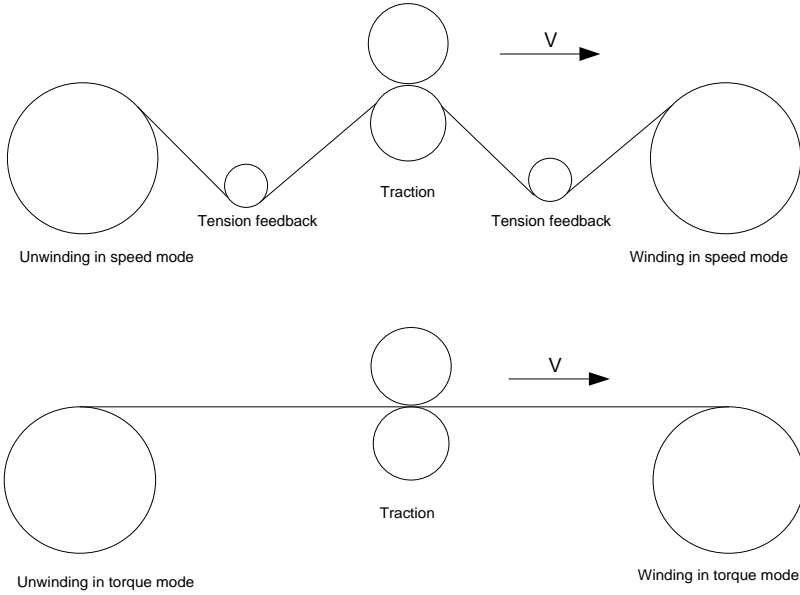 V
Traction
Tension feedback
Tension feedback
Unwinding in speed mode
Winding in speed mode
V
Traction
Unwinding in torque mode
Winding in torque mode